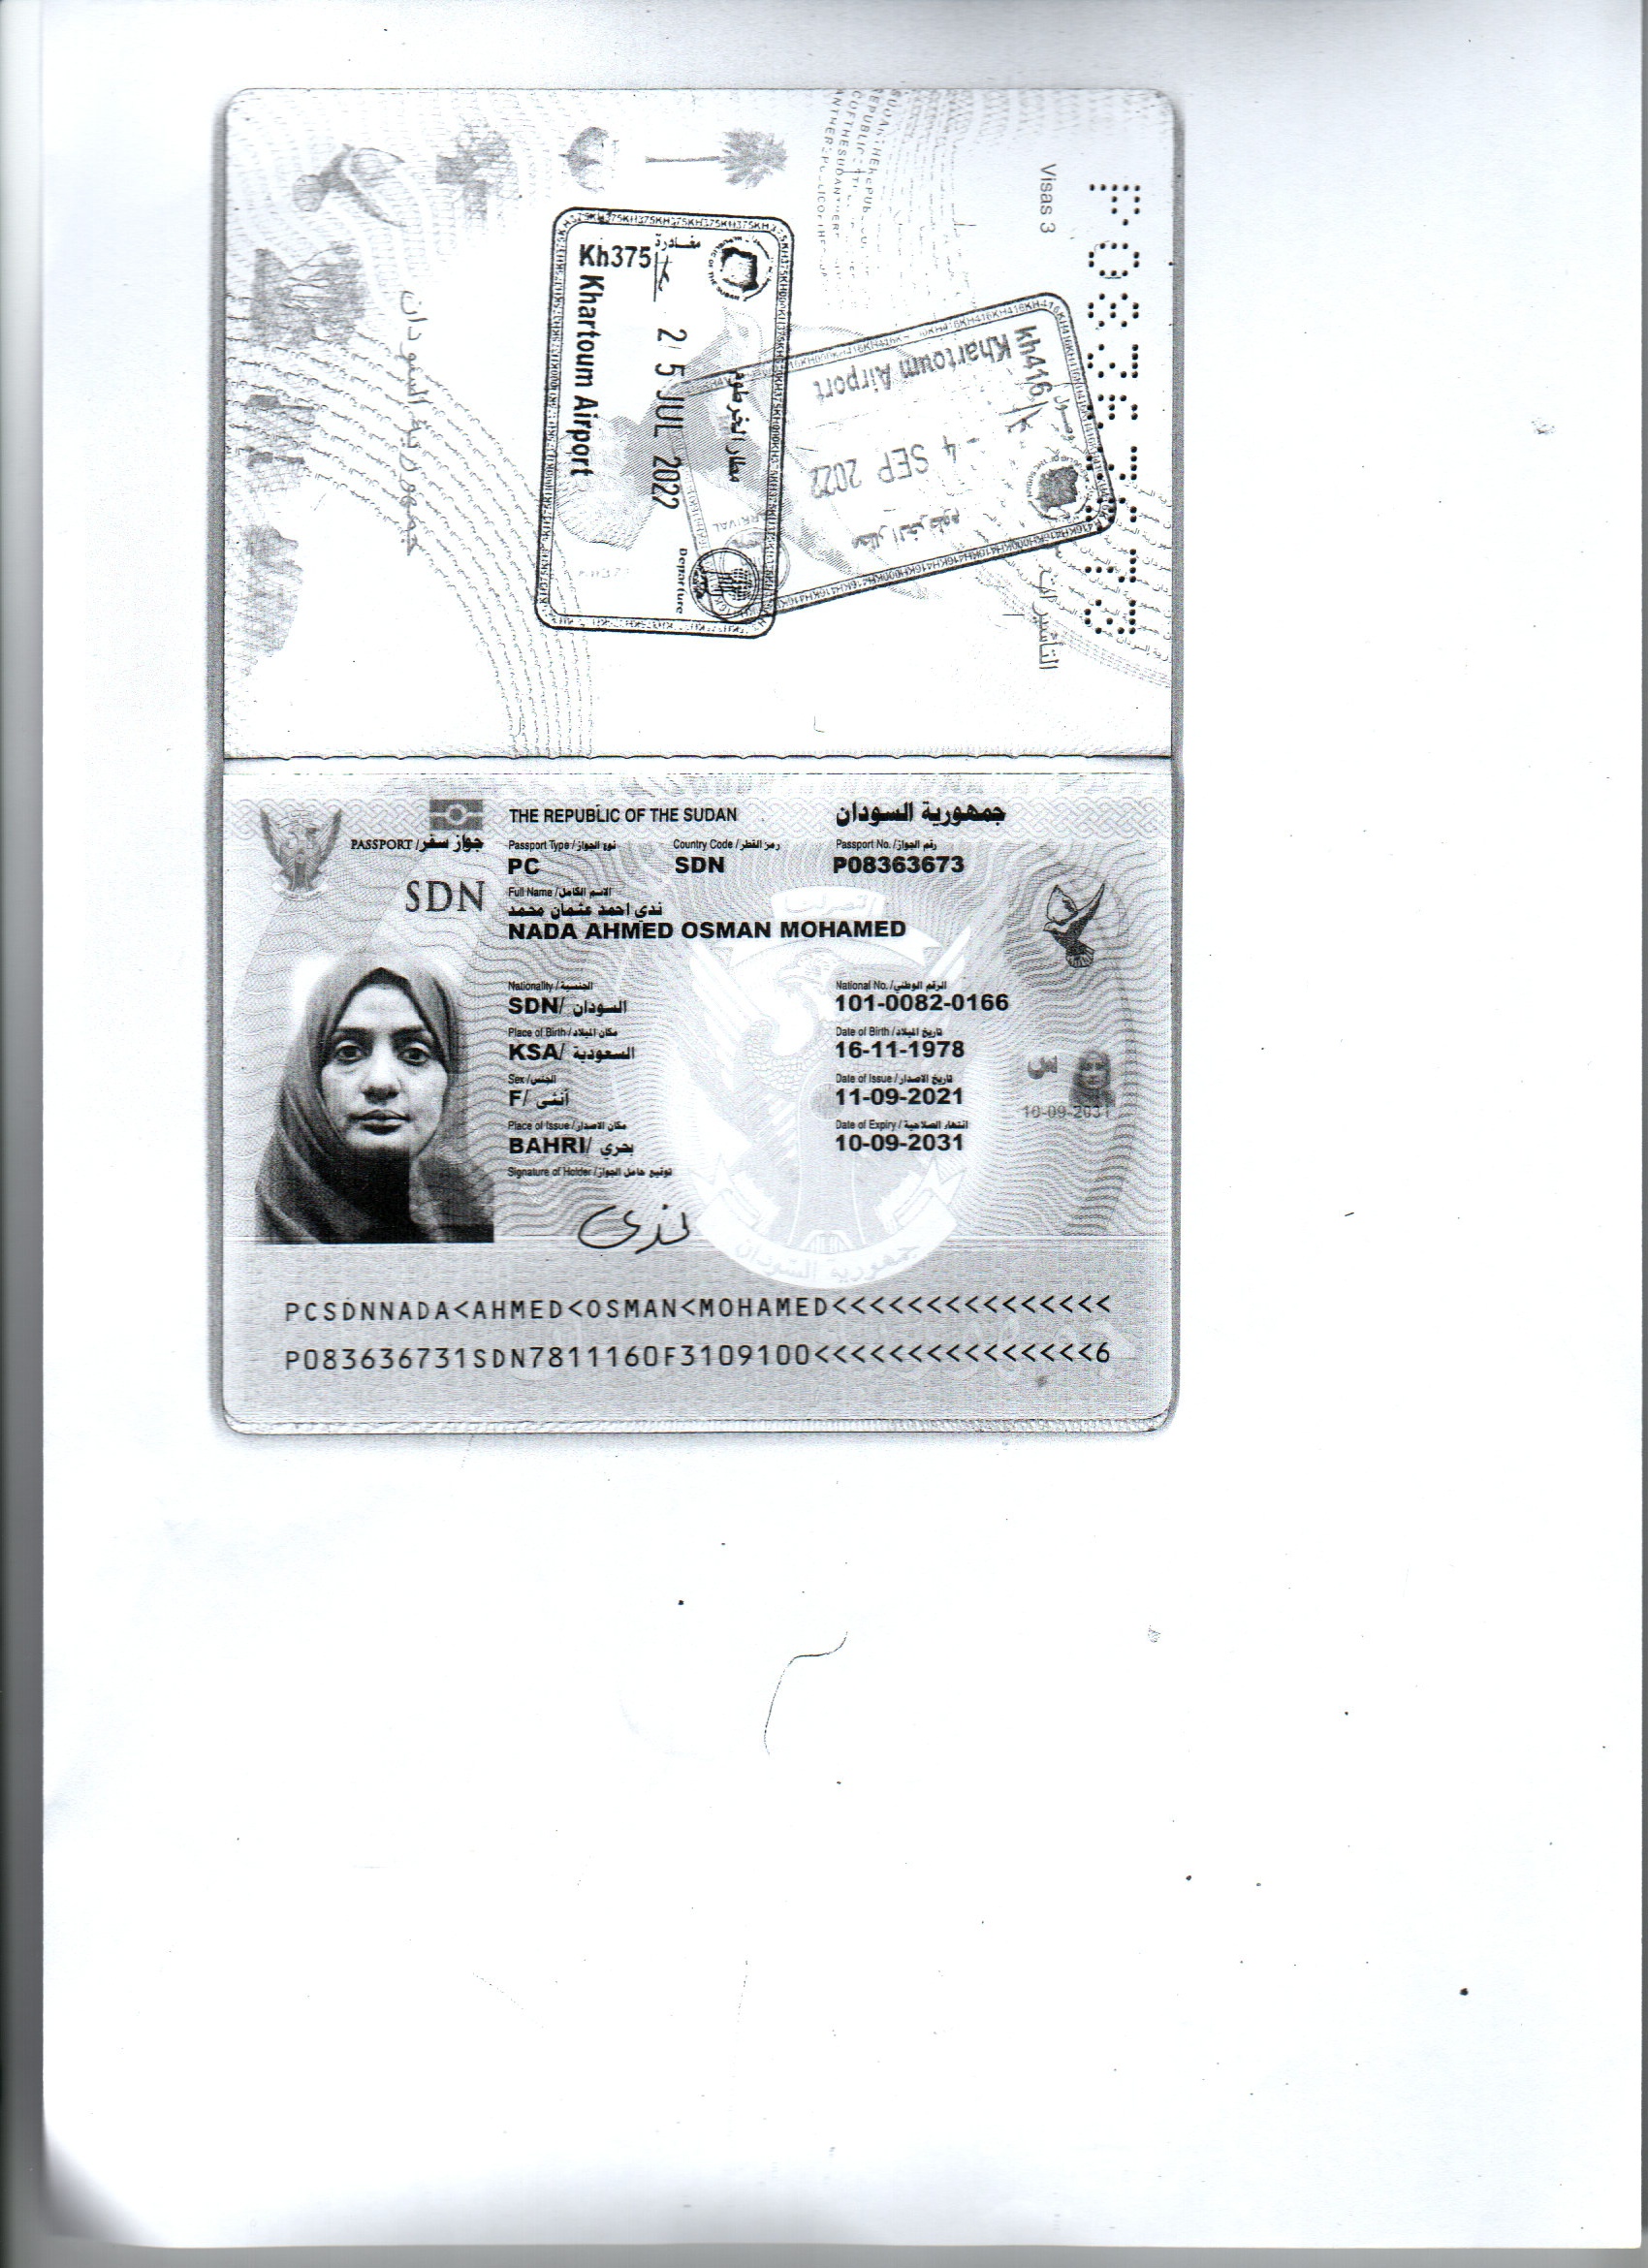 Visas 3
التأشيرات
جمهورية السودان
مغادرة
Kh375
Khartoum Airport
25 JUL 2022
مطار الخرطوم
Departure
وصول
Kh416
Khartoum Airport
- 4 SEP 2022
مطار الخرطوم
ARRIVAL
THE REPUBLIC OF THE SUDAN جمهورية السودان
PASSPORT / جواز سفر
SDN
Passport Type / نوع الجواز Country Code / رمز القطر Passport No. / رقم الجواز
PC SDN P08363673
Full Name / الاسم الكامل
ندي احمد عثمان محمد
NADA AHMED OSMAN MOHAMED
Nationality / الجنسية National No. / الرقم الوطني
SDN/ السودان 101-0082-0166
Place of Birth / مكان الميلاد Date of Birth / تاريخ الميلاد
KSA/ السعودية 16-11-1978
Sex / الجنس Date of Issue / تاريخ الاصدار
F/ أنثى 11-09-2021
س
10-09-2031
Place of Issue / مكان الاصدار Date of Expiry / انتهاء الصلاحية
BAHRI/ بحري 10-09-2031
Signature of Holder / توقيع حامل الجواز
ندى
جمهورية السودان
PCSDNNADA<AHMED<OSMAN<MOHAMED<<<<<<<<<<<<<<<
P083636731SDN7811160F3109100<<<<<<<<<<<<<<<6